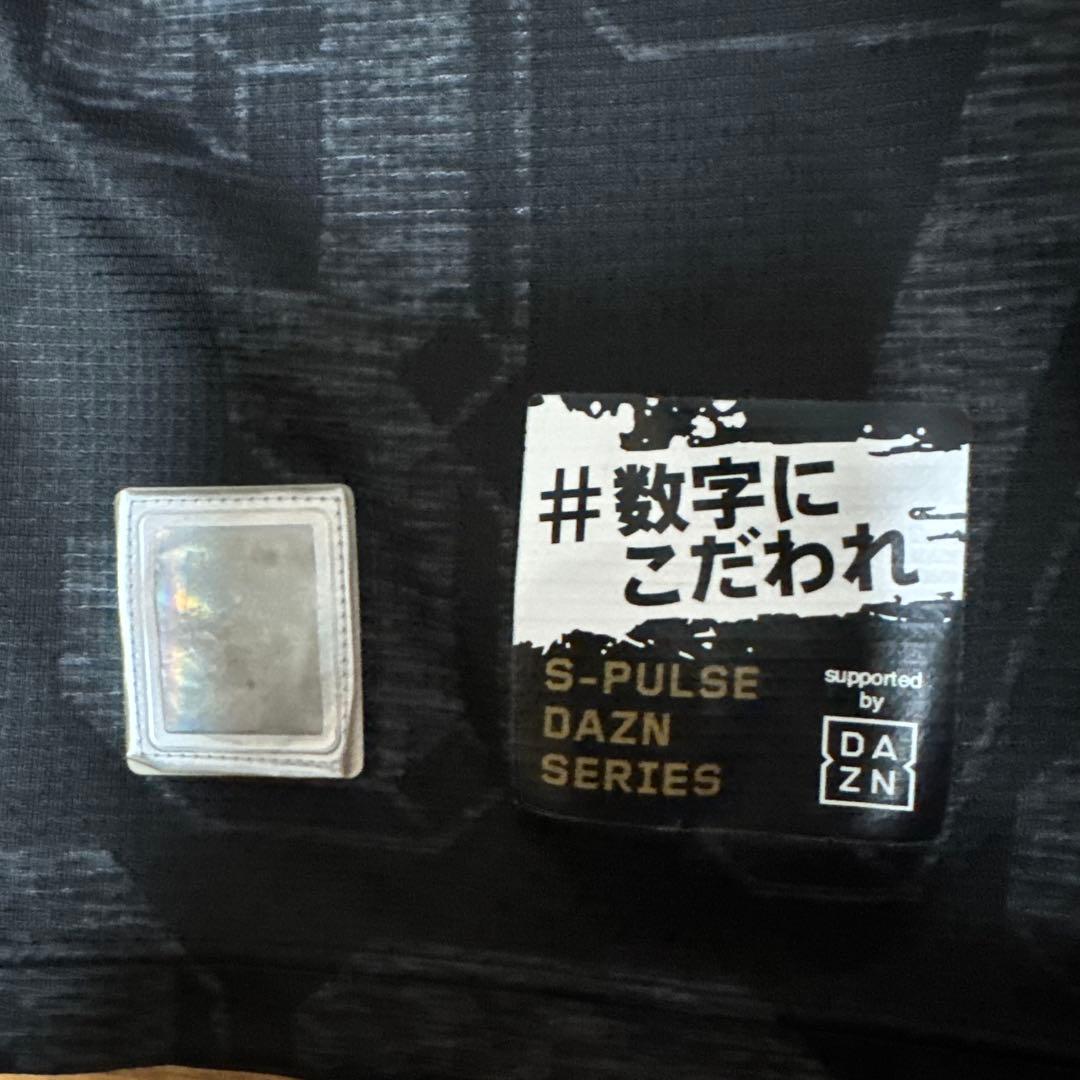 #数字に
こだわれ
S-PULSE
DAZN
SERIES
supported
by
DA
ZN